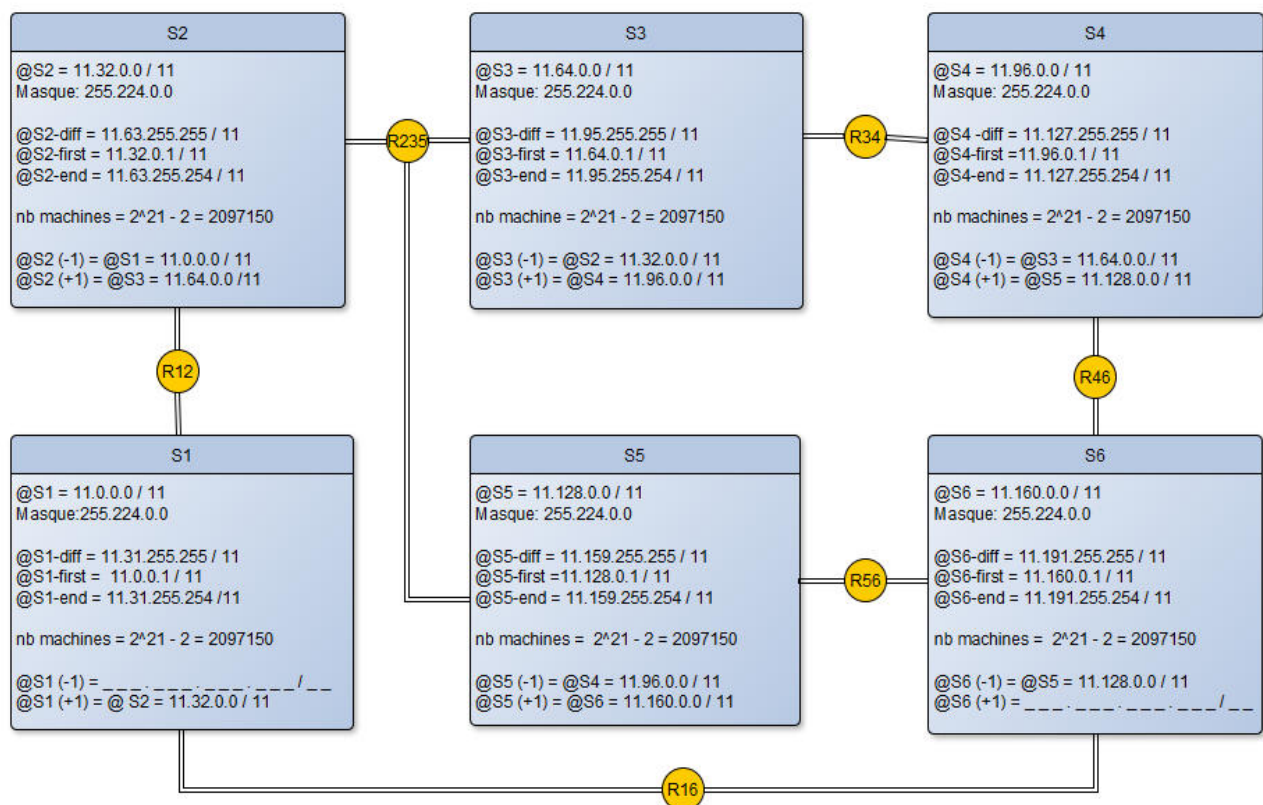 S2
@S2 = 11.32.0.0 / 11
Masque: 255.224.0.0
@S2-diff = 11.63.255.255 / 11
@S2-first = 11.32.0.1 / 11
@S2-end = 11.63.255.254 / 11
nb machines = 2^21 - 2 = 2097150
@S2 (-1) = @S1 = 11.0.0.0 / 11
@S2 (+1) = @S3 = 11.64.0.0 /11
R235
S3
@S3 = 11.64.0.0 / 11
Masque: 255.224.0.0
@S3-diff = 11.95.255.255 / 11
@S3-first = 11.64.0.1 / 11
@S3-end = 11.95.255.254 / 11
nb machine = 2^21 - 2 = 2097150
@S3 (-1) = @S2 = 11.32.0.0 / 11
@S3 (+1) = @S4 = 11.96.0.0 / 11
R34
S4
@S4 = 11.96.0.0 / 11
Masque: 255.224.0.0
@S4 -diff = 11.127.255.255 / 11
@S4-first =11.96.0.1 / 11
@S4-end = 11.127.255.254 / 11
nb machines = 2^21 - 2 = 2097150
@S4 (-1) = @S3 = 11.64.0.0./ 11
@S4 (+1) = @S5 = 11.128.0.0 / 11
R12
R46
S1
@S1 = 11.0.0.0 / 11
Masque:255.224.0.0
@S1-diff = 11.31.255.255 / 11
@S1-first = 11.0.0.1 / 11
@S1-end = 11.31.255.254 /11
nb machines = 2^21 - 2 = 2097150
@S1 (-1) = _ _ _ . _ _ _ . _ _ _ . _ _ _ / _ _
@S1 (+1) = @ S2 = 11.32.0.0 / 11
S5
@S5 = 11.128.0.0 / 11
Masque: 255.224.0.0
@S5-diff = 11.159.255.255 / 11
@S5-first =11.128.0.1 / 11
@S5-end = 11.159.255.254 / 11
nb machines = 2^21 - 2 = 2097150
@S5 (-1) = @S4 = 11.96.0.0 / 11
@S5 (+1) = @S6 = 11.160.0.0 / 11
R56
S6
@S6 = 11.160.0.0 / 11
Masque: 255.224.0.0
@S6-diff = 11.191.255.255 / 11
@S6-first = 11.160.0.1 / 11
@S6-end = 11.191.255.254 / 11
nb machines = 2^21 - 2 = 2097150
@S6 (-1) = @S5 = 11.128.0.0 / 11
@S6 (+1) = _ _ _ . _ _ _ . _ _ _ . _ _ _ / _ _
R16